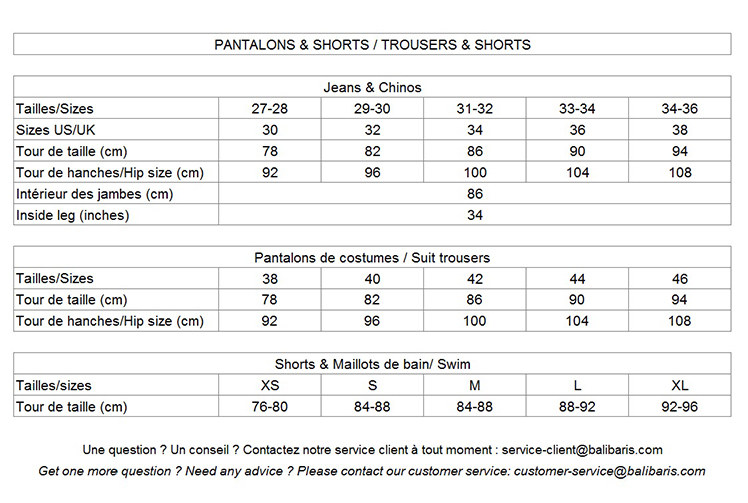 PANTALONS & SHORTS / TROUSERS & SHORTS
Jeans & Chinos
Tailles/Sizes 27-28 29-30 31-32 33-34 34-36
Sizes US/UK 30 32 34 36 38
Tour de taille (cm) 78 82 86 90 94
Tour de hanches/Hip size (cm) 92 96 100 104 108
Intérieur des jambes (cm) 86
Inside leg (inches) 34
Pantalons de costumes / Suit trousers
Tailles/Sizes 38 40 42 44 46
Tour de taille (cm) 78 82 86 90 94
Tour de hanches/Hip size (cm) 92 96 100 104 108
Shorts & Maillots de bain/ Swim
Tailles/sizes XS S M L XL
Tour de taille (cm) 76-80 84-88 84-88 88-92 92-96
Une question ? Un conseil ? Contactez notre service client à tout moment : service-client@balibaris.com
Get one more question ? Need any advice ? Please contact our customer service: customer-service@balibaris.com